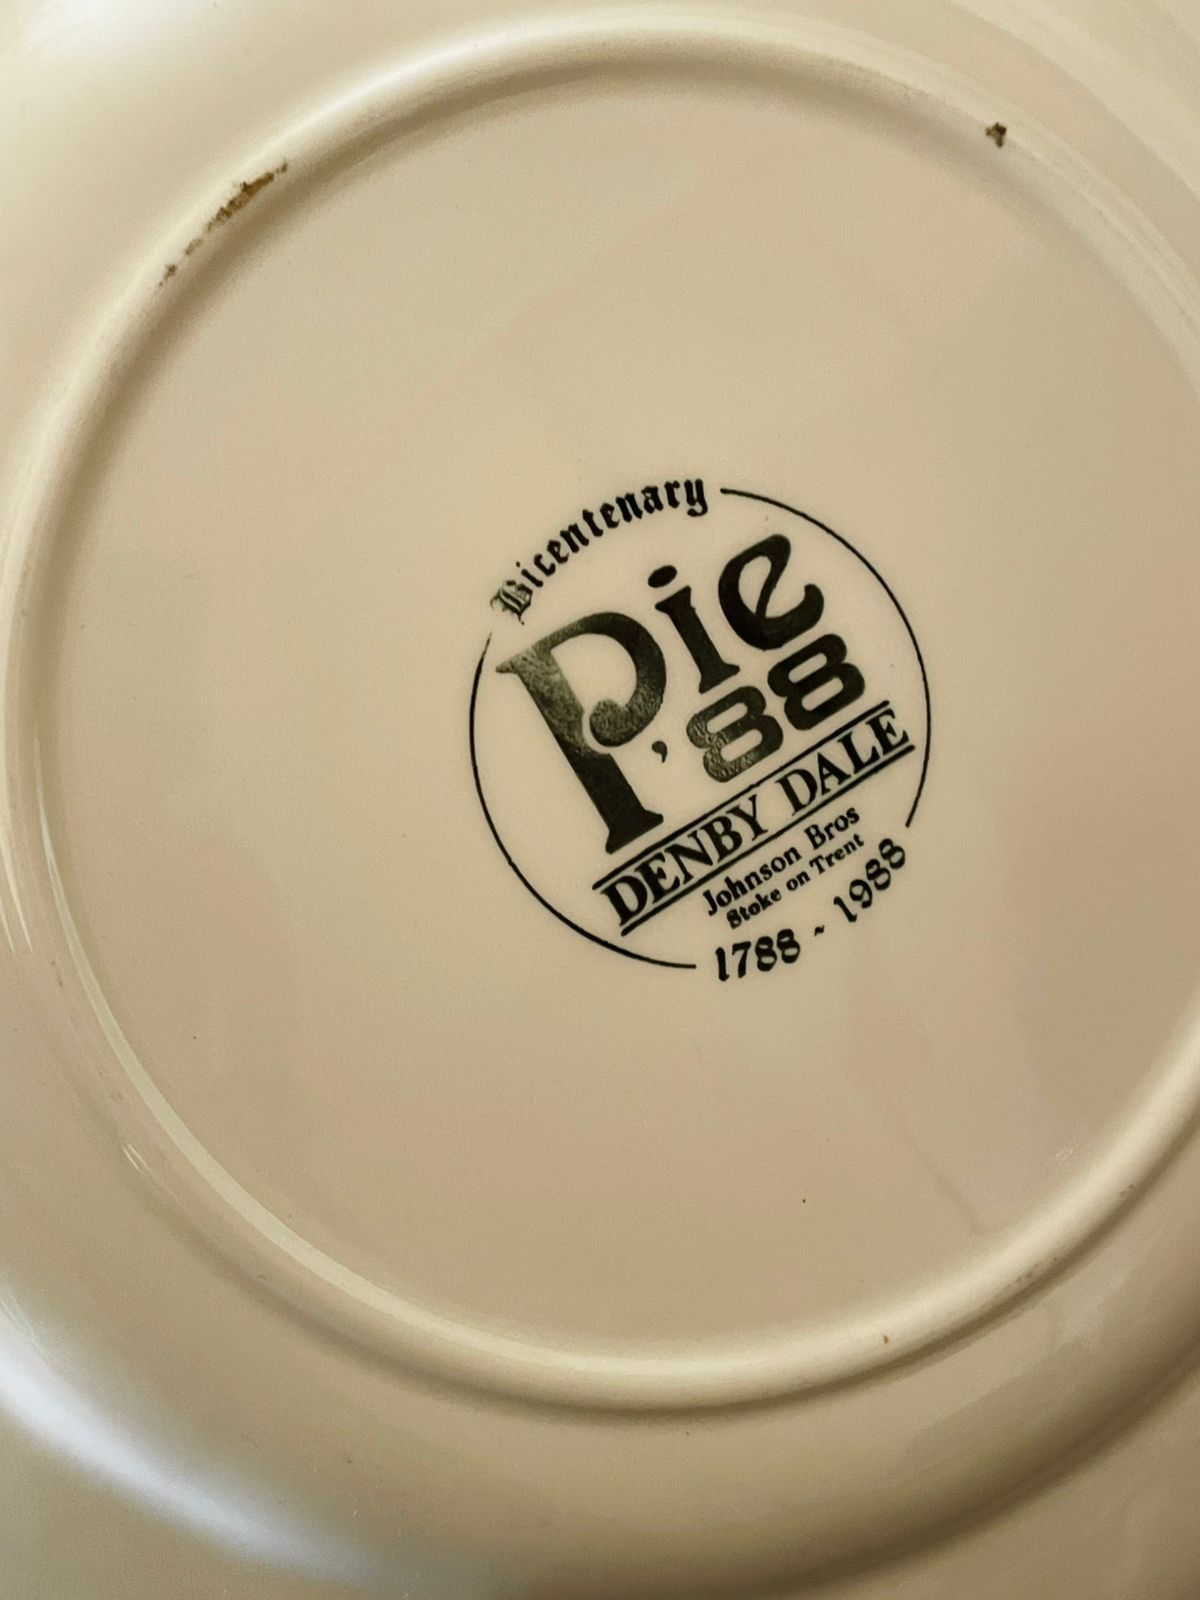 Bicentenary
Pie
'88
DENBY DALE
Johnson Bros
Stoke on Trent
1788 ~ 1988